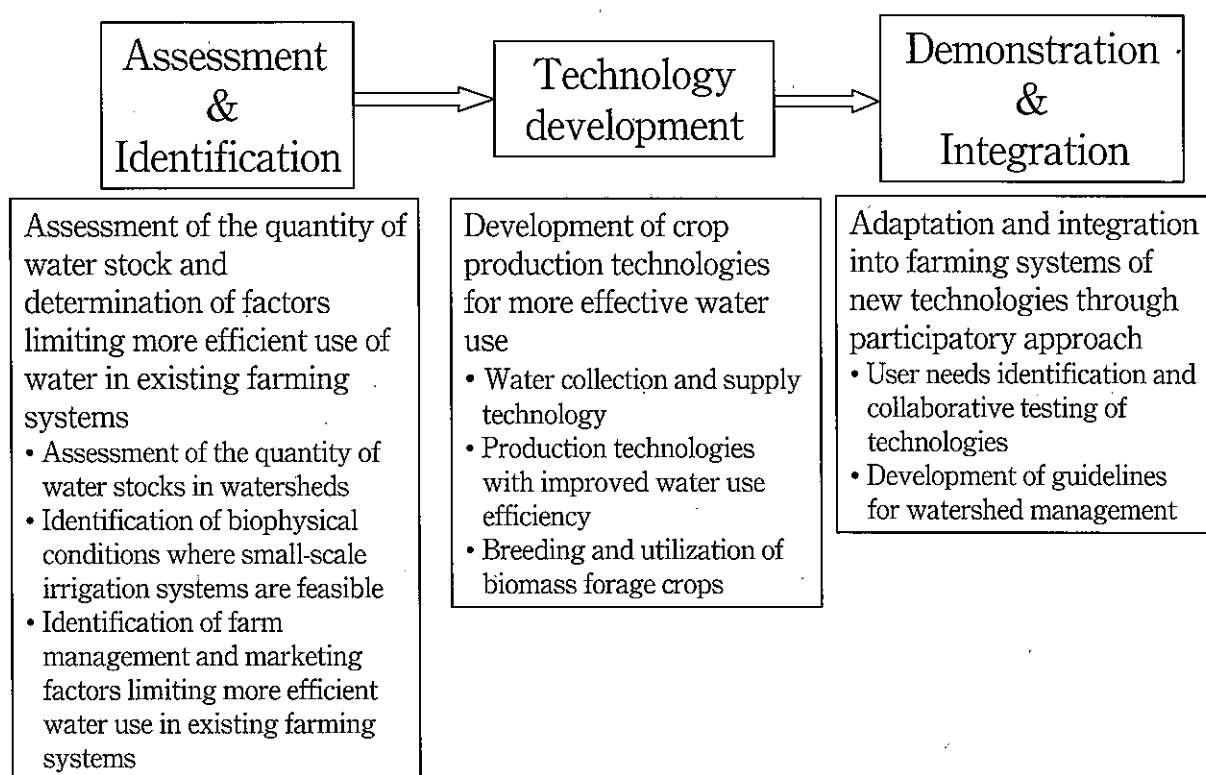 Assessment
&
Identification
Technology
development
Demonstration
&
Integration
Assessment of the quantity of
water stock and
determination of factors
limiting more efficient use of
water in existing farming
systems
• Assessment of the quantity of
water stocks in watersheds
• Identification of biophysical
conditions where small-scale
irrigation systems are feasible
• Identification of farm
management and marketing
factors limiting more efficient
water use in existing farming
systems
Development of crop
production technologies
for more effective water
use
• Water collection and supply
technology
• Production technologies
with improved water use
efficiency
• Breeding and utilization of
biomass forage crops
Adaptation and integration
into farming systems of
new technologies through
participatory approach
• User needs identification and
collaborative testing of
technologies
• Development of guidelines
for watershed management